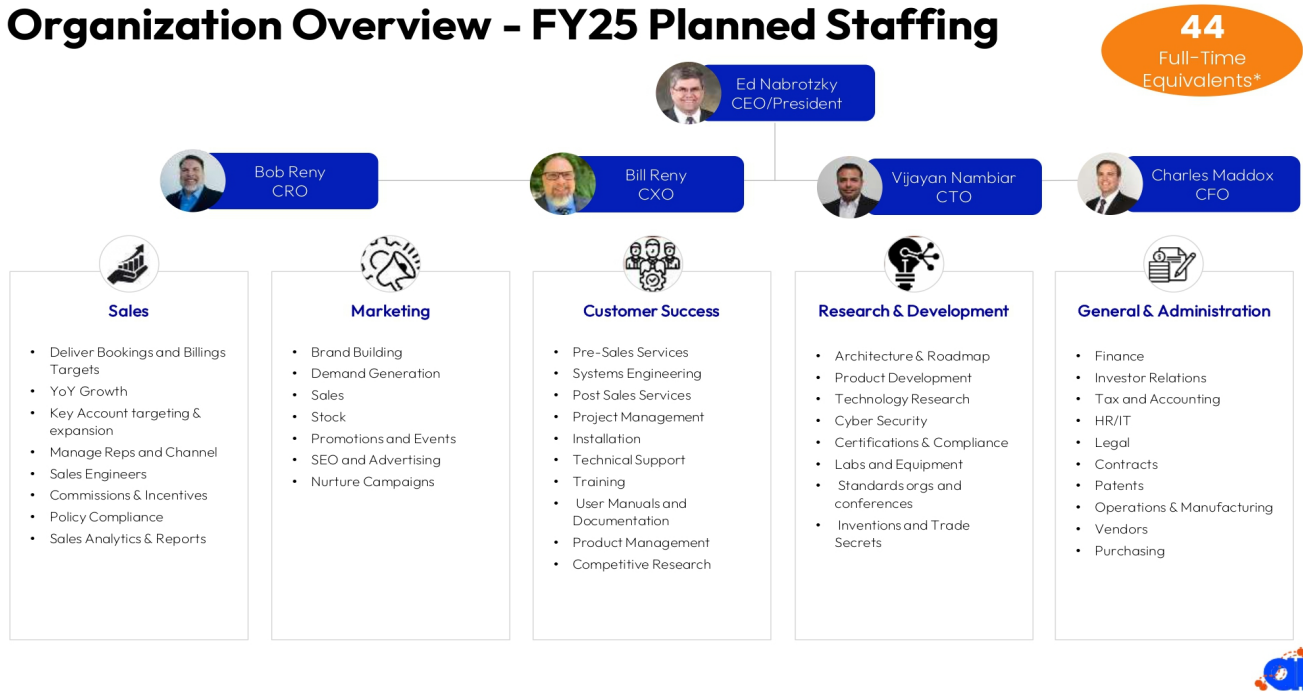 Organization Overview - FY25 Planned Staffing
44
Full-Time
Equivalents*
Ed Nabrotzky
CEO/President
Bob Reny
CRO
Bill Reny
CXO
Vijayan Nambiar
CTO
Charles Maddox
CFO
Sales
• Deliver Bookings and Billings
Targets
• YoY Growth
• Key Account targeting &
expansion
• Manage Reps and Channel
• Sales Engineers
• Commissions & Incentives
• Policy Compliance
• Sales Analytics & Reports
Marketing
• Brand Building
• Demand Generation
• Sales
• Stock
• Promotions and Events
• SEO and Advertising
• Nurture Campaigns
Customer Success
• Pre-Sales Services
• Systems Engineering
• Post Sales Services
• Project Management
• Installation
• Technical Support
• Training
• User Manuals and
Documentation
• Product Management
• Competitive Research
Research & Development
• Architecture & Roadmap
• Product Development
• Technology Research
• Cyber Security
• Certifications & Compliance
• Labs and Equipment
• Standards orgs and
conferences
• Inventions and Trade
Secrets
General & Administration
• Finance
• Investor Relations
• Tax and Accounting
• HR/IT
• Legal
• Contracts
• Patents
• Operations & Manufacturing
• Vendors
• Purchasing